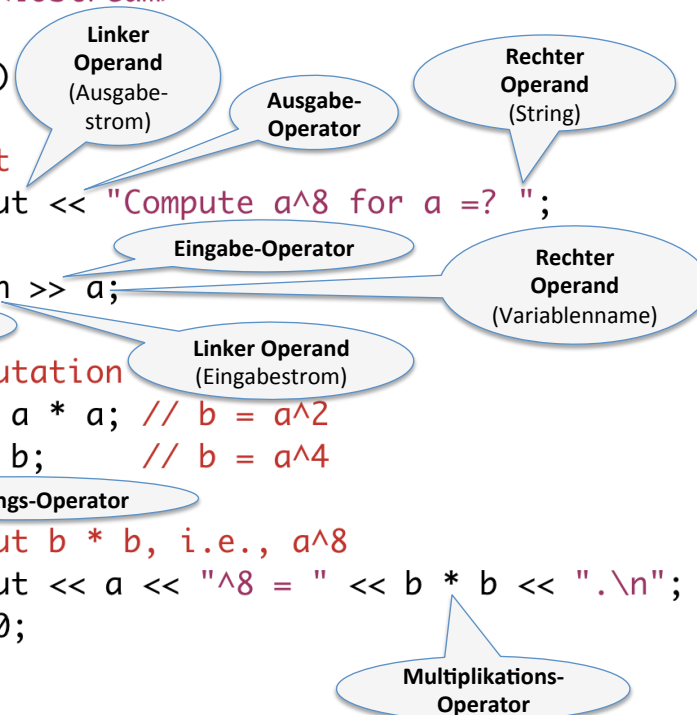 Linker
Operand
(Ausgabe-
strom)
Rechter
Operand
(String)
Ausgabe-
Operator
)
t
ut << "Compute a^8 for a =? ";
Eingabe-Operator
Rechter
Operand
(Variablenname)
>> a;
Linker Operand
(Eingabestrom)
utation
a * a; // b = a^2
b; // b = a^4
ngs-Operator
ut b * b, i.e., a^8
ut << a << "^8 = " << b * b << ".\n";
0;
Multiplikations-
Operator